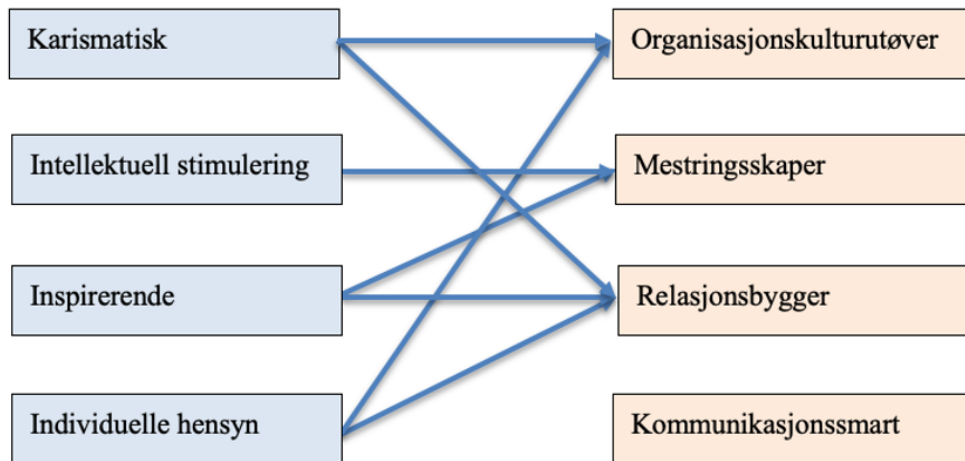 Karismatisk
Organisasjonskulturutøver
Intellektuell stimulering
Mestringsskaper
Inspirerende
Relasjonsbygger
Individuelle hensyn
Kommunikasjonssmart